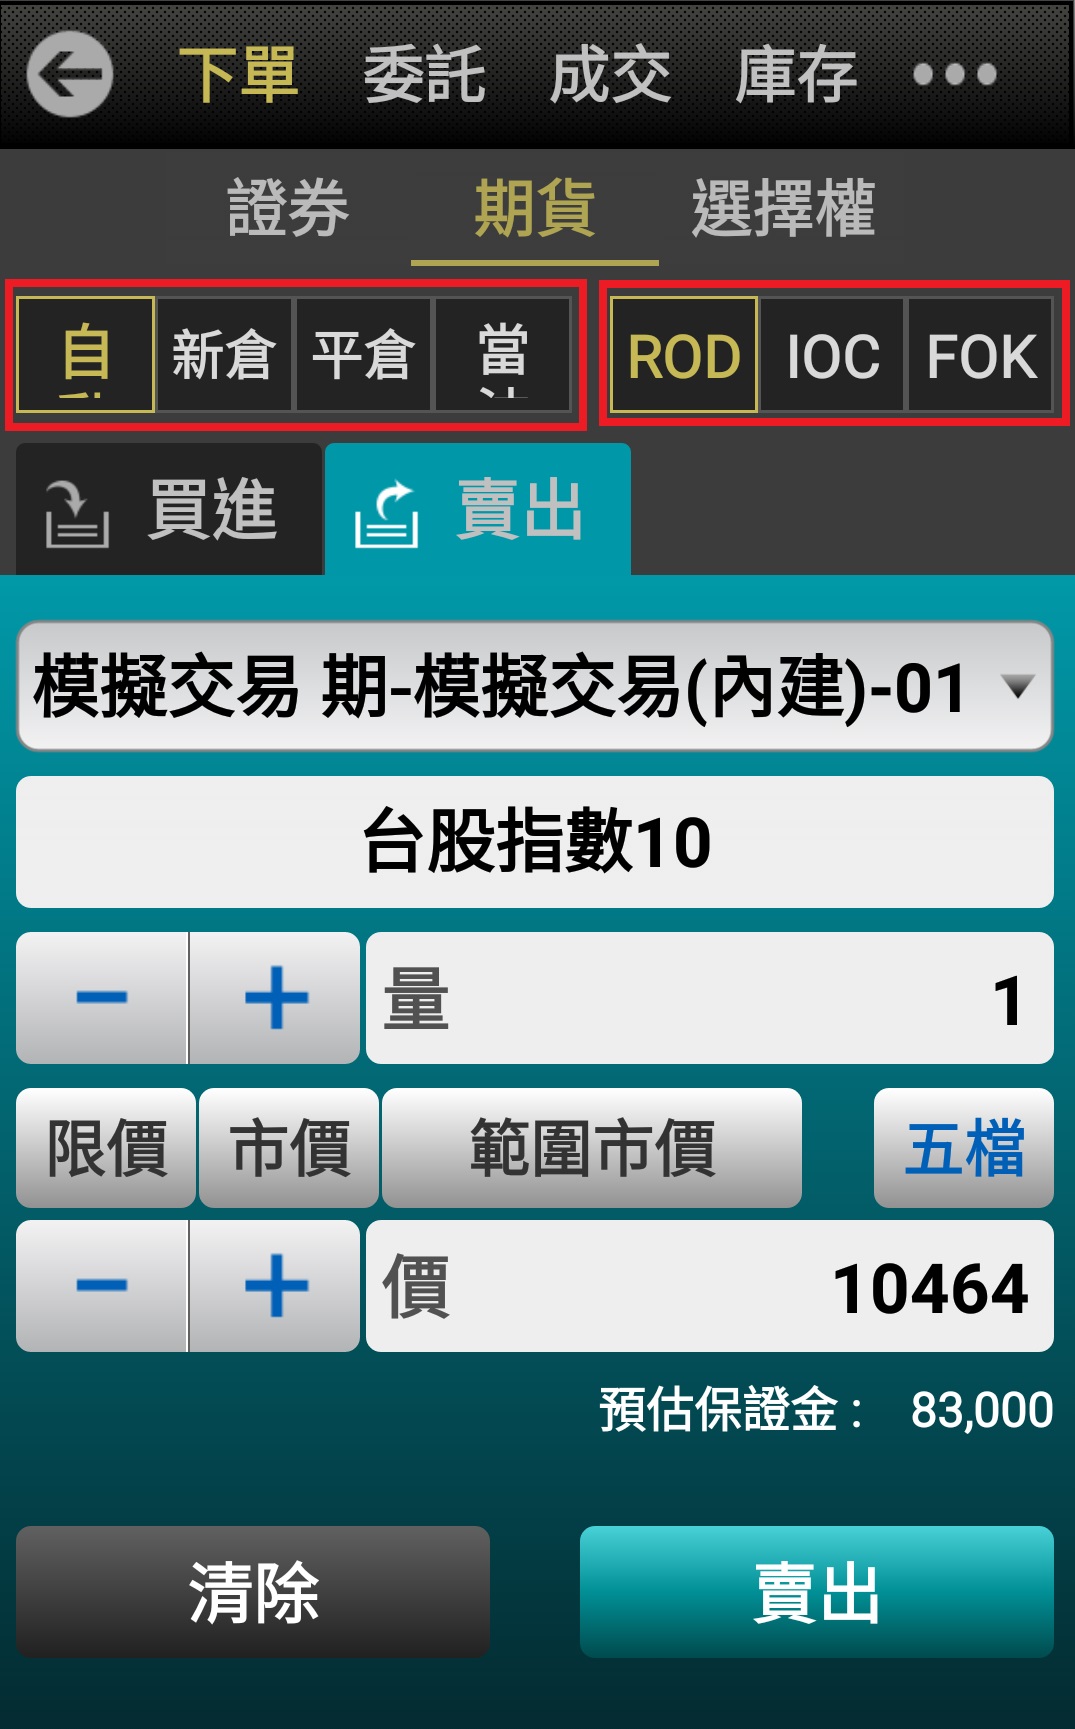 下單 委託 成交 庫存
證券 期貨 選擇權
自 新倉 平倉 當 ROD IOC FOK
買進 賣出
模擬交易 期-模擬交易(內建)-01
台股指數10
量 1
限價 市價 範圍市價 五檔
價 10464
預估保證金： 83,000
清除 賣出